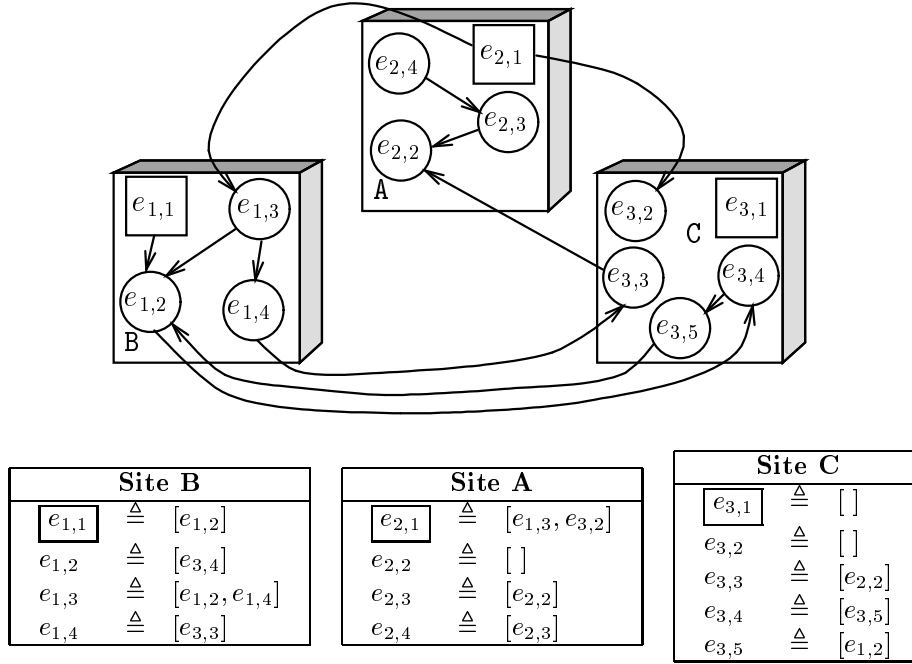 e2,4
e2,1
e2,3
e2,2
A
e1,1
e1,3
e1,2
e1,4
B
e3,2
e3,1
C
e3,3
e3,4
e3,5
Site B
e1,1 ≜ [e1,2]
e1,2 ≜ [e3,4]
e1,3 ≜ [e1,2, e1,4]
e1,4 ≜ [e3,3]
Site A
e2,1 ≜ [e1,3, e3,2]
e2,2 ≜ [ ]
e2,3 ≜ [e2,2]
e2,4 ≜ [e2,3]
Site C
e3,1 ≜ [ ]
e3,2 ≜ [ ]
e3,3 ≜ [e2,2]
e3,4 ≜ [e3,5]
e3,5 ≜ [e1,2]